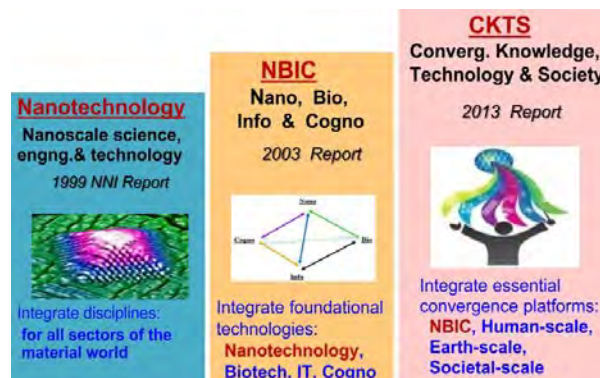 Nanotechnology
Nanoscale science,
engng.& technology
1999 NNI Report
Integrate disciplines:
for all sectors of the
material world
NBIC
Nano, Bio,
Info & Cogno
2003 Report
Nano
Cogno
Bio
Info
Integrate foundational
technologies:
Nanotechnology,
Biotech, IT, Cogno
CKTS
Converg. Knowledge,
Technology & Society
2013 Report
Integrate essential
convergence platforms:
NBIC, Human-scale,
Earth-scale,
Societal-scale